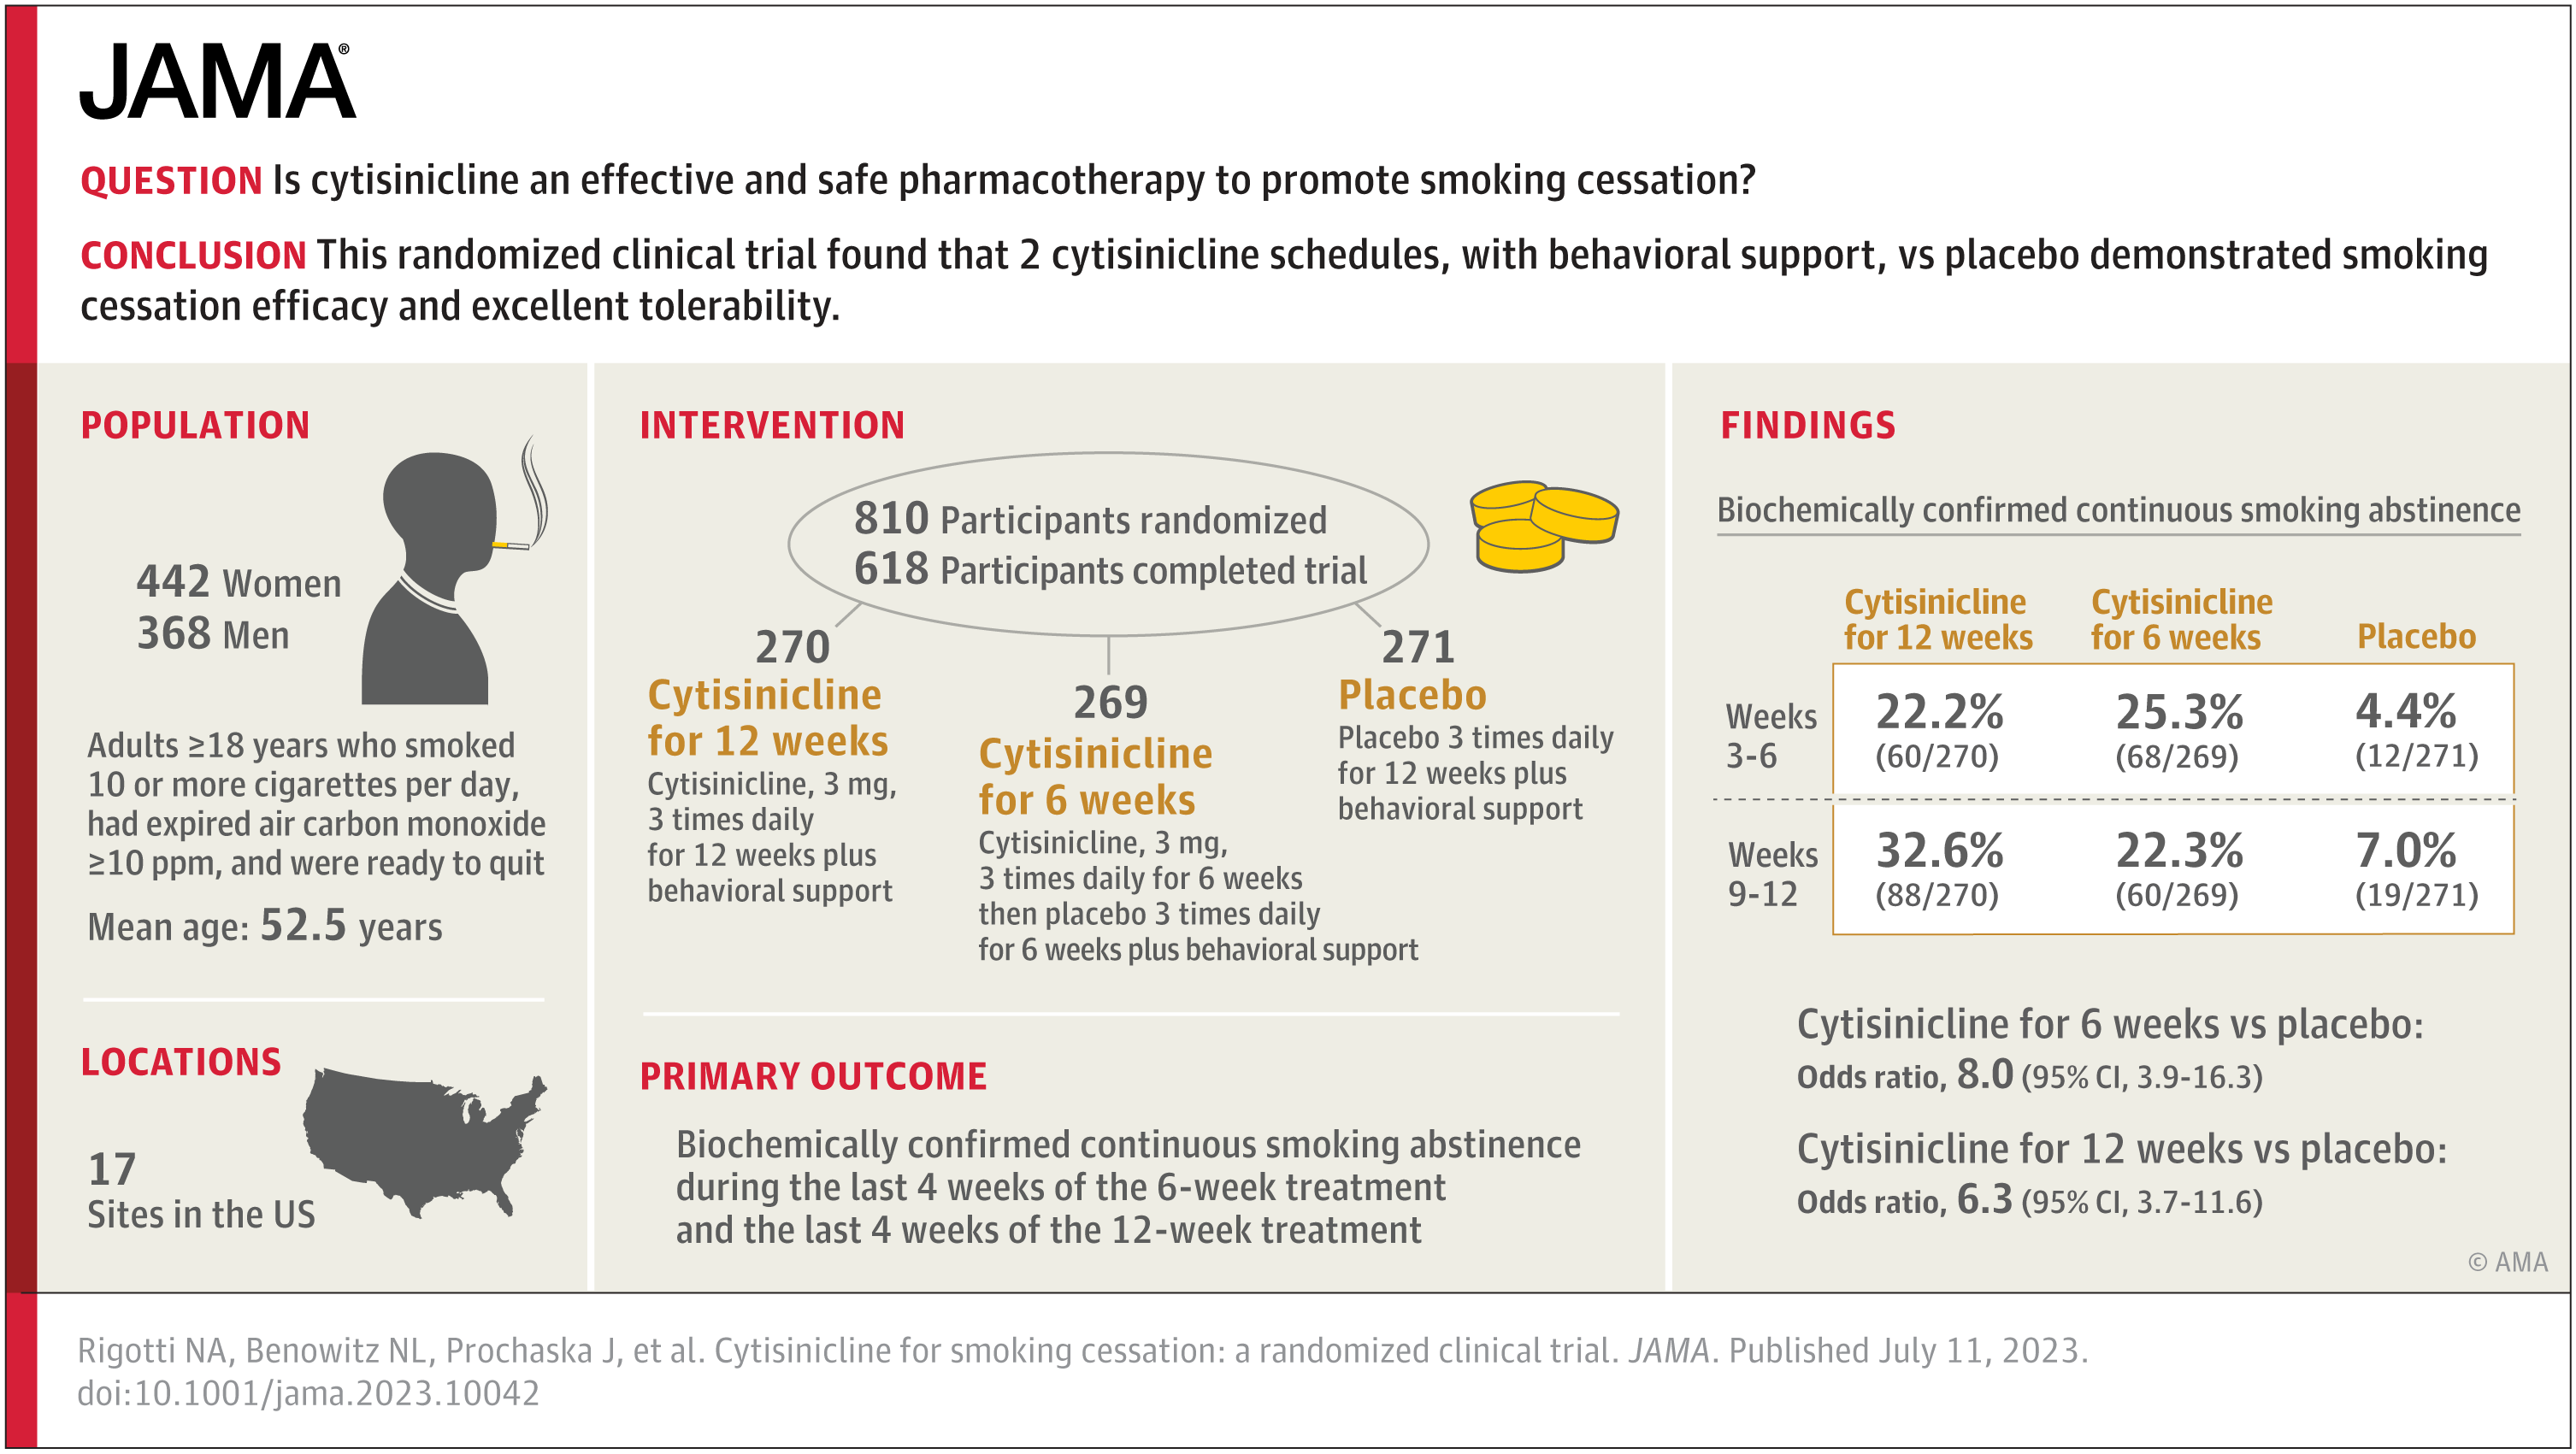 JAMA®
QUESTION Is cytisinicline an effective and safe pharmacotherapy to promote smoking cessation?
CONCLUSION This randomized clinical trial found that 2 cytisinicline schedules, with behavioral support, vs placebo demonstrated smoking
cessation efficacy and excellent tolerability.
POPULATION
442 Women
368 Men
Adults ≥18 years who smoked
10 or more cigarettes per day,
had expired air carbon monoxide
≥10 ppm, and were ready to quit
Mean age: 52.5 years
LOCATIONS
17
Sites in the US
INTERVENTION
810 Participants randomized
618 Participants completed trial
270
Cytisinicline
for 12 weeks
Cytisinicline, 3 mg,
3 times daily
for 12 weeks plus
behavioral support
269
Cytisinicline
for 6 weeks
Cytisinicline, 3 mg,
3 times daily for 6 weeks
then placebo 3 times daily
for 6 weeks plus behavioral support
271
Placebo
Placebo 3 times daily
for 12 weeks plus
behavioral support
PRIMARY OUTCOME
Biochemically confirmed continuous smoking abstinence
during the last 4 weeks of the 6-week treatment
and the last 4 weeks of the 12-week treatment
FINDINGS
Biochemically confirmed continuous smoking abstinence
Cytisinicline Cytisinicline
for 12 weeks for 6 weeks Placebo
Weeks 22.2% 25.3% 4.4%
3-6 (60/270) (68/269) (12/271)
Weeks 32.6% 22.3% 7.0%
9-12 (88/270) (60/269) (19/271)
Cytisinicline for 6 weeks vs placebo:
Odds ratio, 8.0 (95% CI, 3.9-16.3)
Cytisinicline for 12 weeks vs placebo:
Odds ratio, 6.3 (95% CI, 3.7-11.6)
© AMA
Rigotti NA, Benowitz NL, Prochaska J, et al. Cytisinicline for smoking cessation: a randomized clinical trial. JAMA. Published July 11, 2023.
doi:10.1001/jama.2023.10042